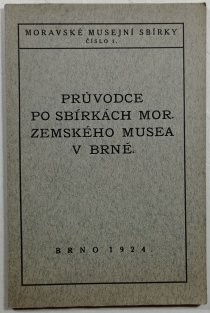 MORAVSKÉ MUSEJNÍ SBÍRKY
ČÍSLO 1.
PRŮVODCE
PO SBÍRKÁCH MOR.
ZEMSKÉHO MUSEA
V BRNĚ.
BRNO 1924.